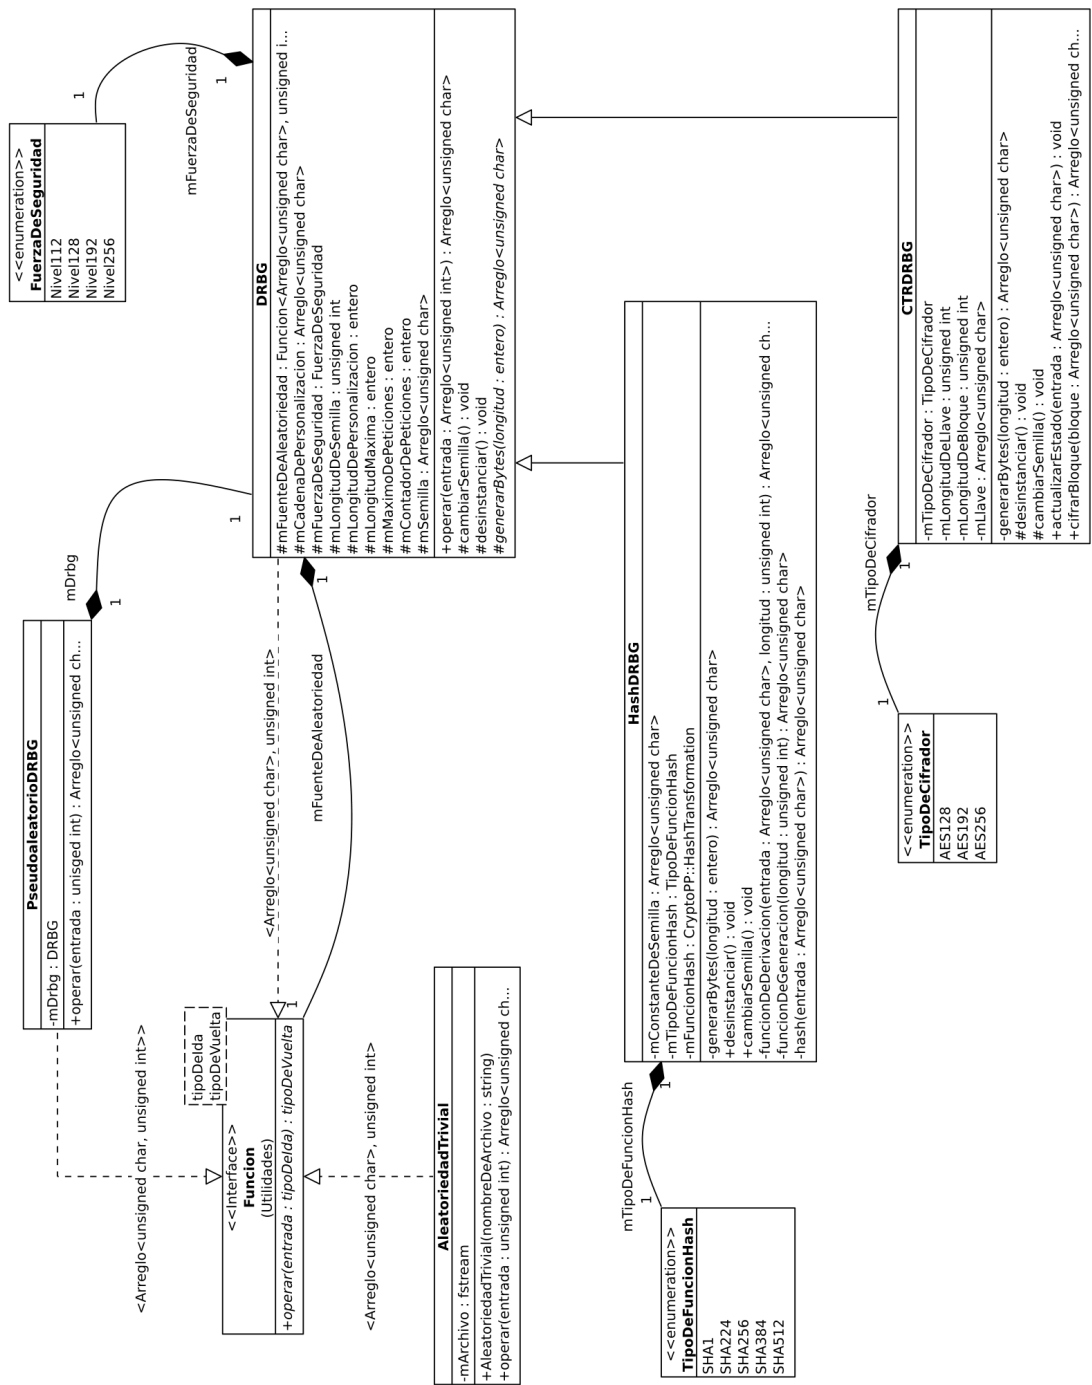 <<enumeration>>
FuerzaDeSeguridad
Nivel112
Nivel128
Nivel192
Nivel256
1
mFuerzaDeSeguridad
1
DRBG
#mFuenteDeAleatoriedad : Funcion<Arreglo<unsigned char>, unsigned i...
#mCadenaDePersonalizacion : Arreglo<unsigned char>
#mFuerzaDeSeguridad : FuerzaDeSeguridad
#mLongitudDeSemilla : unsigned int
#mLongitudDePersonalizacion : entero
#mLongitudMaxima : entero
#mMaximoDePeticiones : entero
#mContadorDePeticiones : entero
#mSemilla : Arreglo<unsigned char>
+operar(entrada : Arreglo<unsigned int>) : Arreglo<unsigned char>
#cambiarSemilla() : void
#desinstanciar() : void
#generarBytes(longitud : entero) : Arreglo<unsigned char>
CTRDRBG
-mTipoDeCifrador : TipoDeCifrador
-mLongitudDeLlave : unsigned int
-mLongitudDeBloque : unsigned int
-mLlave : Arreglo<unsigned char>
-generarBytes(longitud : entero) : Arreglo<unsigned char>
#desinstanciar() : void
#cambiarSemilla() : void
+actualizarEstado(entrada : Arreglo<unsigned char>) : void
+cifrarBloque(bloque : Arreglo<unsigned char>) : Arreglo<unsigned ch...
mDrbg
1
1
PseudoaleatorioDRBG
-mDrbg : DRBG
+operar(entrada : unisged int) : Arreglo<unsigned ch...
<Arreglo<unsigned char>, unsigned int>
mFuenteDeAleatoriedad
1
1
HashDRBG
-mConstanteDeSemilla : Arreglo<unsigned char>
-mTipoDeFuncionHash : TipoDeFuncionHash
-mFuncionHash : CryptoPP::HashTransformation
-generarBytes(longitud : entero) : Arreglo<unsigned char>
+desinstanciar() : void
+cambiarSemilla() : void
-funcionDeDerivacion(entrada : Arreglo<unsigned char>, longitud : unsigned int) : Arreglo<unsigned ch...
-funcionDeGeneracion(longitud : unsigned int) : Arreglo<unsigned char>
-hash(entrada : Arreglo<unsigned char>) : Arreglo<unsigned char>
mTipoDeCifrador
1
1
<<enumeration>>
TipoDeCifrador
AES128
AES192
AES256
<Arreglo<unsigned char, unsigned int>>
tipoDeIda
tipoDeVuelta
<<Interface>>
Funcion
(Utilidades)
+operar(entrada : tipoDeIda) : tipoDeVuelta
<Arreglo<unsigned char>, unsigned int>
AleatoriedadTrivial
-mArchivo : fstream
+AleatoriedadTrivial(nombreDeArchivo : string)
+operar(entrada : unsigned int) : Arreglo<unsigned ch...
mTipoDeFuncionHash
1
1
<<enumeration>>
TipoDeFuncionHash
SHA1
SHA224
SHA256
SHA384
SHA512